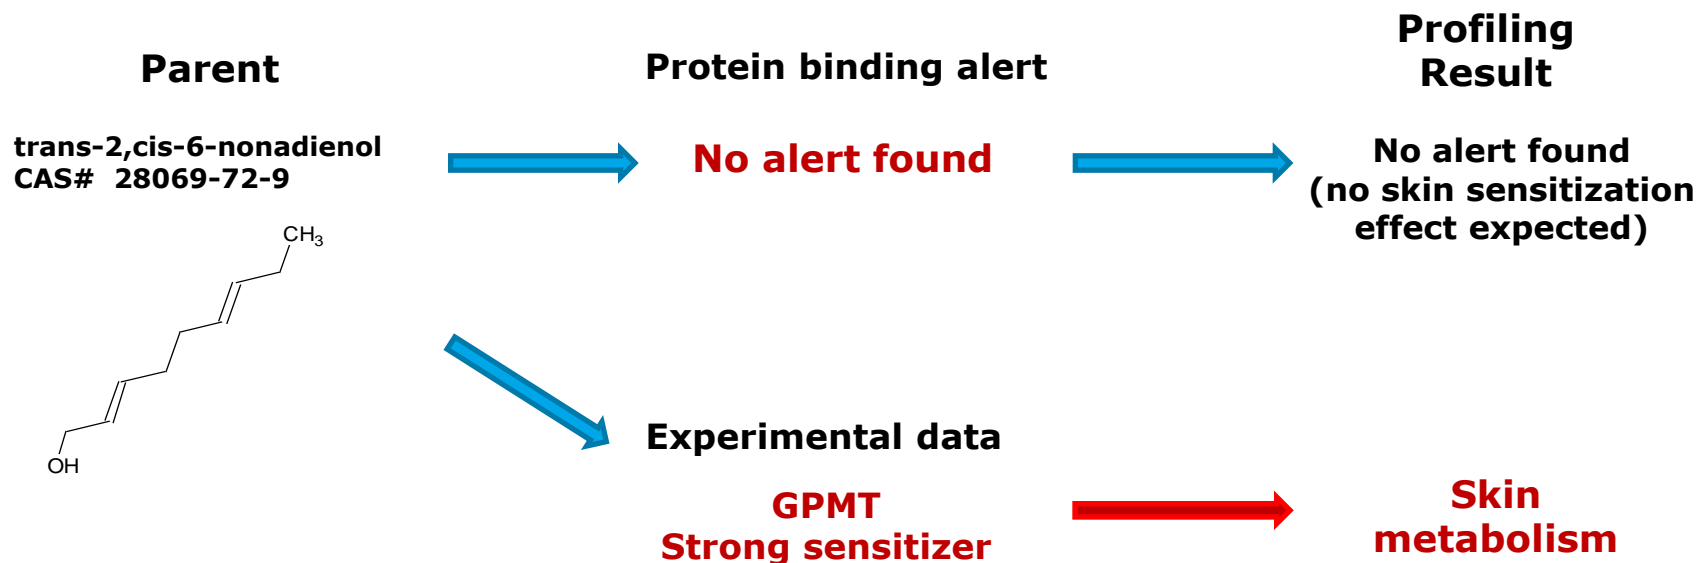 Parent
Protein binding alert
Profiling
Result
trans-2,cis-6-nonadienol
CAS# 28069-72-9
No alert found
No alert found
(no skin sensitization
effect expected)
CH3
OH
Experimental data
GPMT
Strong sensitizer
Skin
metabolism